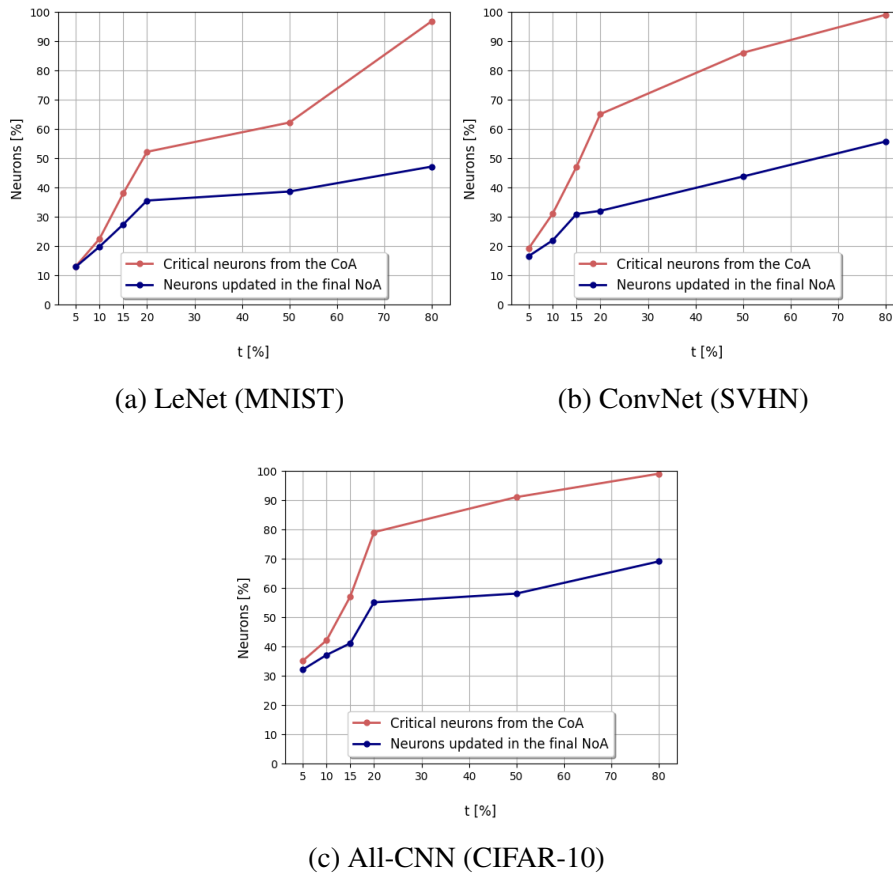 100
90
80
70
60
50
40
30
20
10
0
Neurons [%]
Critical neurons from the CoA
Neurons updated in the final NoA
5 10 15 20 30 40 50 60 70 80
t [%]
(a) LeNet (MNIST)
100
90
80
70
60
50
40
30
20
10
0
Neurons [%]
Critical neurons from the CoA
Neurons updated in the final NoA
5 10 15 20 30 40 50 60 70 80
t [%]
(b) ConvNet (SVHN)
100
90
80
70
60
50
40
30
20
10
0
Neurons [%]
Critical neurons from the CoA
Neurons updated in the final NoA
5 10 15 20 30 40 50 60 70 80
t [%]
(c) All-CNN (CIFAR-10)